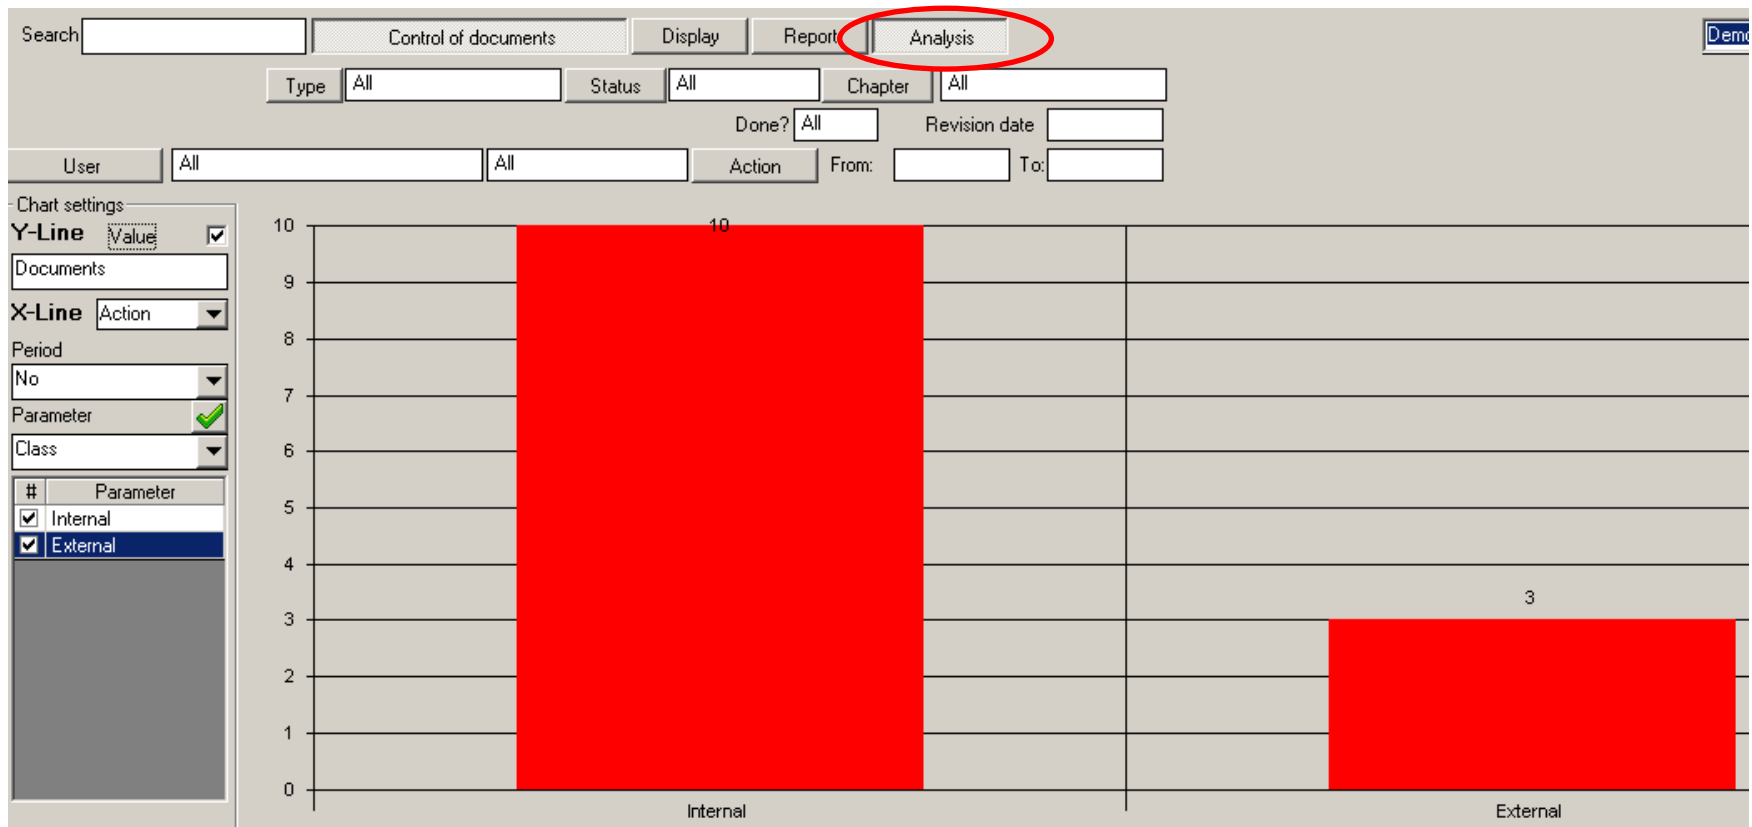 Search Control of documents Display Report Analysis Demo
Type All Status All Chapter All
Done? All Revision date
User All All Action From: To:
Chart settings
Y-Line Value
Documents
X-Line Action
Period
No
Parameter
Class
# Parameter
Internal
External
10
9
8
7
6
5
4
3
2
1
0
10
3
Internal External